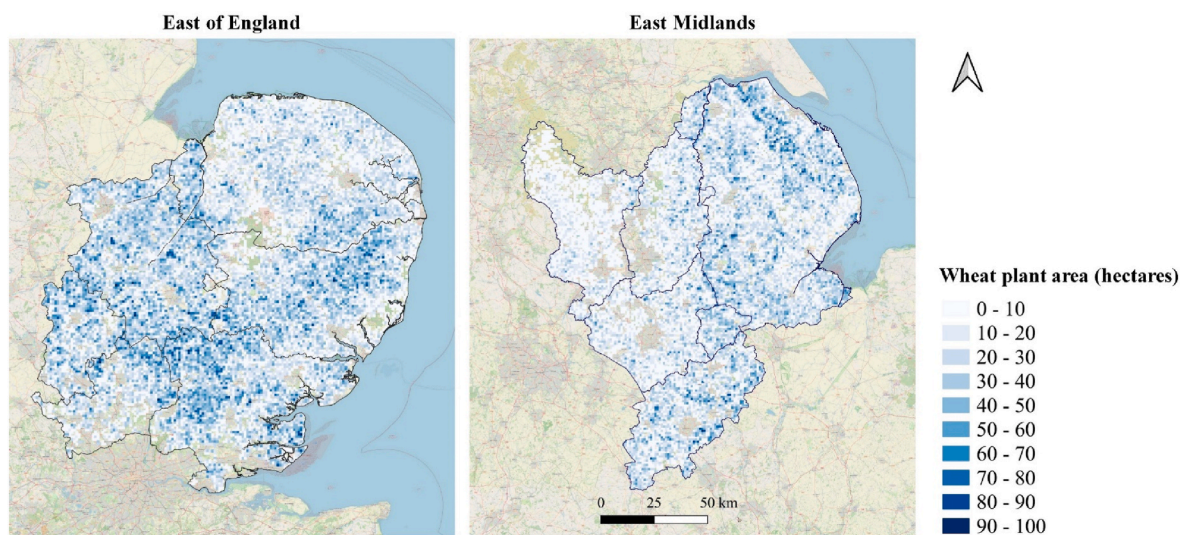 East of England
East Midlands
Wheat plant area (hectares)
0 - 10
10 - 20
20 - 30
30 - 40
40 - 50
50 - 60
60 - 70
70 - 80
80 - 90
90 - 100
0 25 50 km